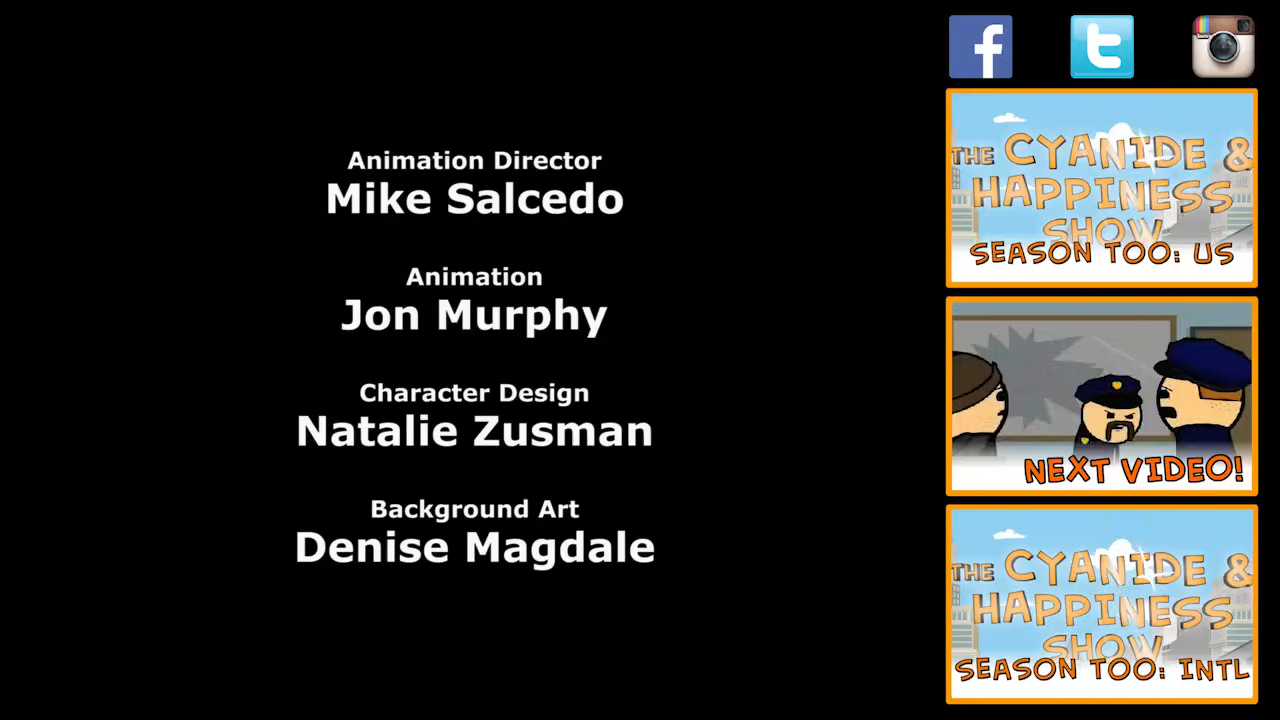 Animation Director
Mike Salcedo
Animation
Jon Murphy
Character Design
Natalie Zusman
Background Art
Denise Magdale
THE CYANIDE &
HAPPINESS
SHOW
SEASON TOO: US
NEXT VIDEO!
THE CYANIDE &
HAPPINESS
SHOW
SEASON TOO: INTL